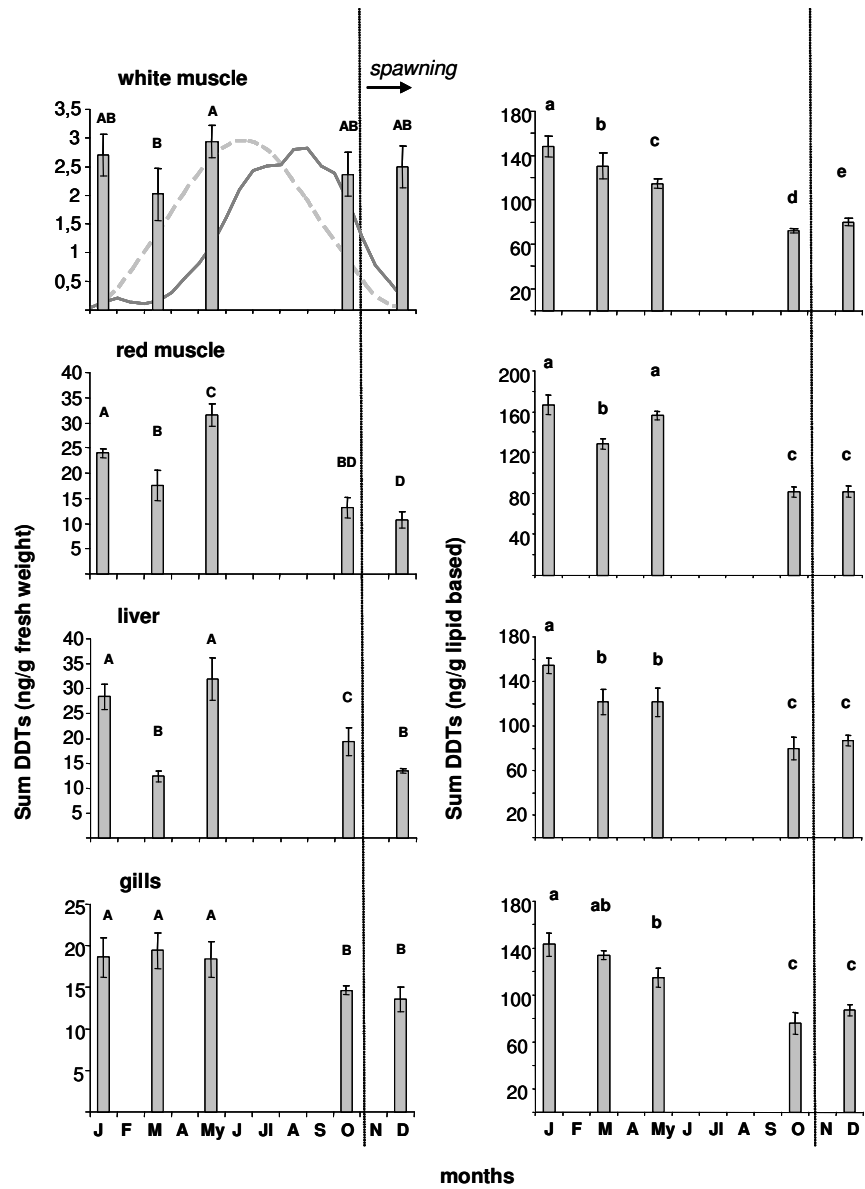 white muscle
spawning
3,5
3
2,5
2
1,5
1
0,5
AB
B
A
AB
AB
180
140
100
60
20
a
b
c
d
e
red muscle
40
35
30
25
20
15
10
5
A
B
C
BD
D
200
160
120
80
40
a
b
a
c
c
Sum DDTs (ng/g fresh weight)
Sum DDTs (ng/g lipid based)
liver
40
35
30
25
20
15
10
5
A
B
A
C
B
180
140
100
60
20
a
b
b
c
c
gills
25
20
15
10
5
A
A
A
B
B
180
140
100
60
20
a
ab
b
c
c
J F M A My J Jl A S O N D
J F M A My J Jl A S O N D
months